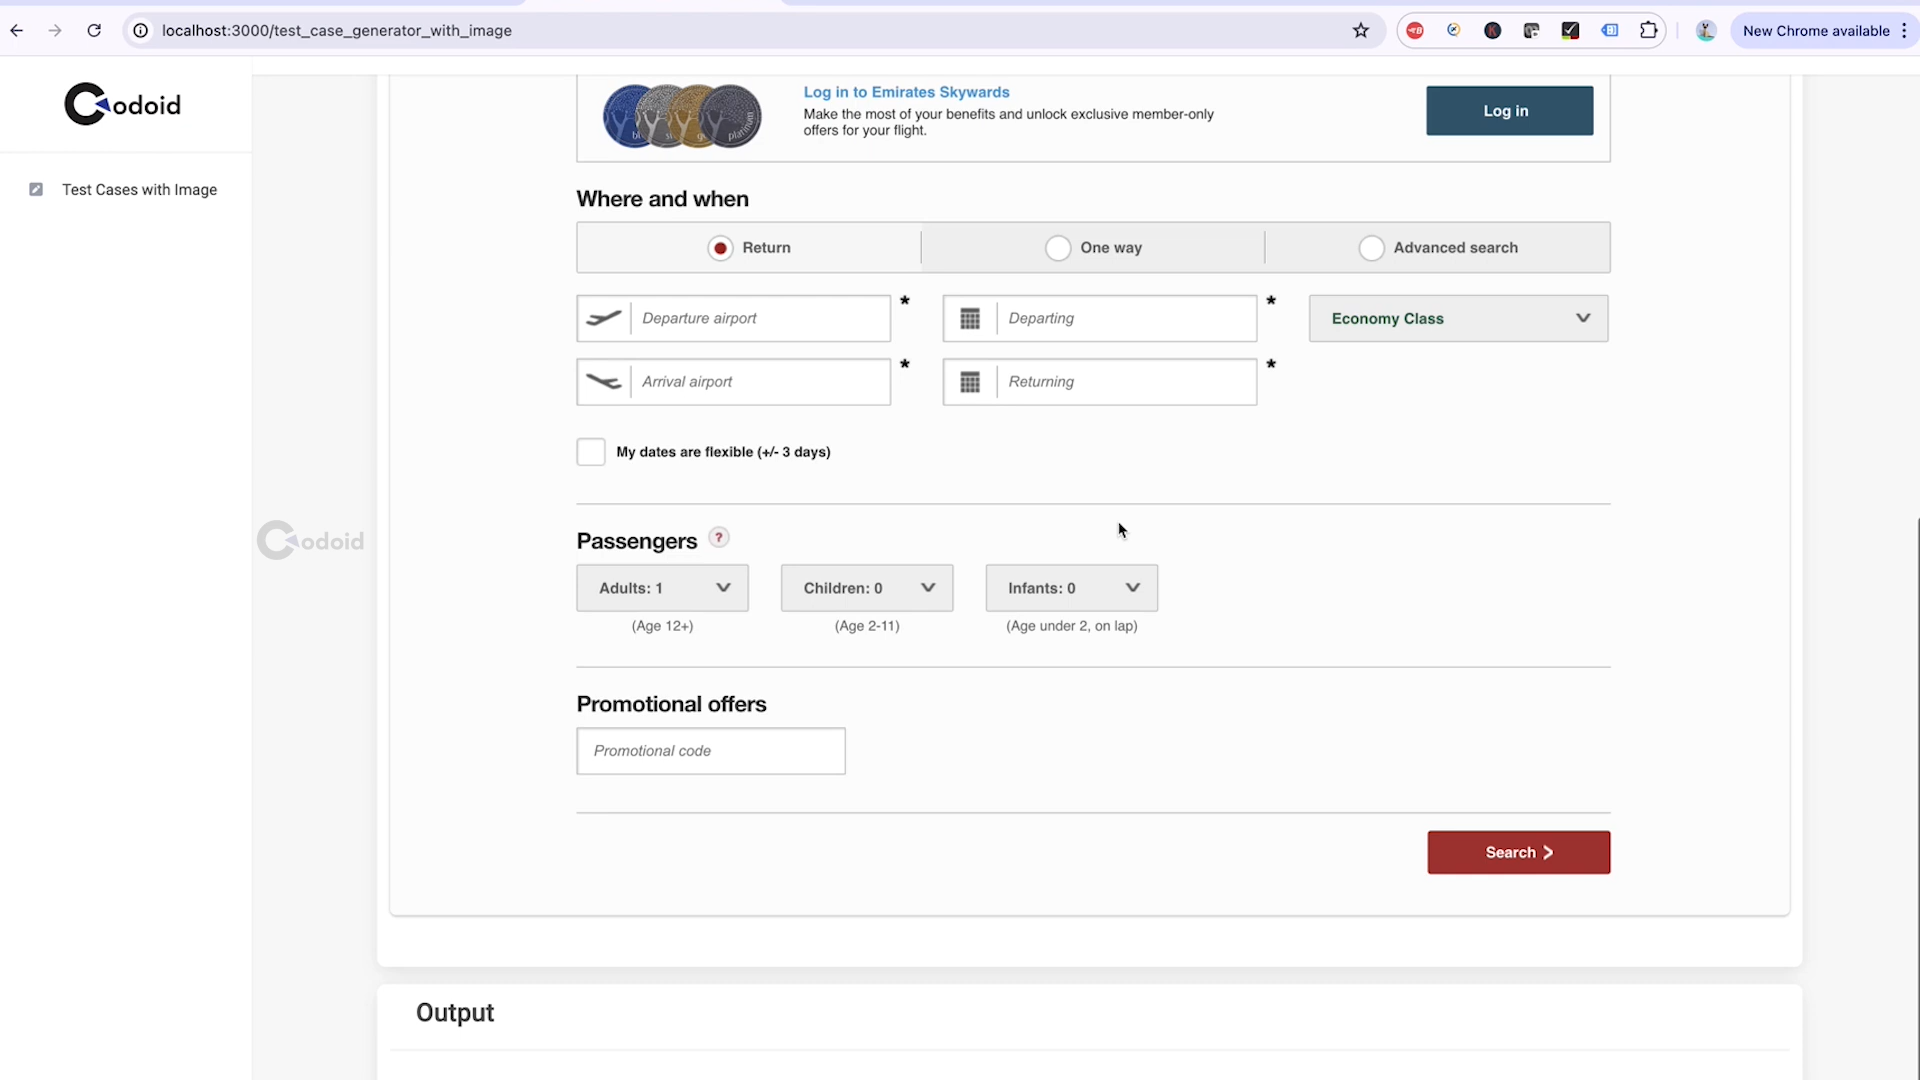 localhost:3000/test_case_generator_with_image
New Chrome available
odoid
Test Cases with Image
Log in to Emirates Skywards
Make the most of your benefits and unlock exclusive member-only
offers for your flight.
platinum
Log in
Where and when
Return
One way
Advanced search
Departure airport
*
Departing
*
Economy Class
Arrival airport
*
Returning
*
My dates are flexible (+/- 3 days)
odoid
Passengers ?
Adults: 1
Children: 0
Infants: 0
(Age 12+)
(Age 2-11)
(Age under 2, on lap)
Promotional offers
Promotional code
Search
Output